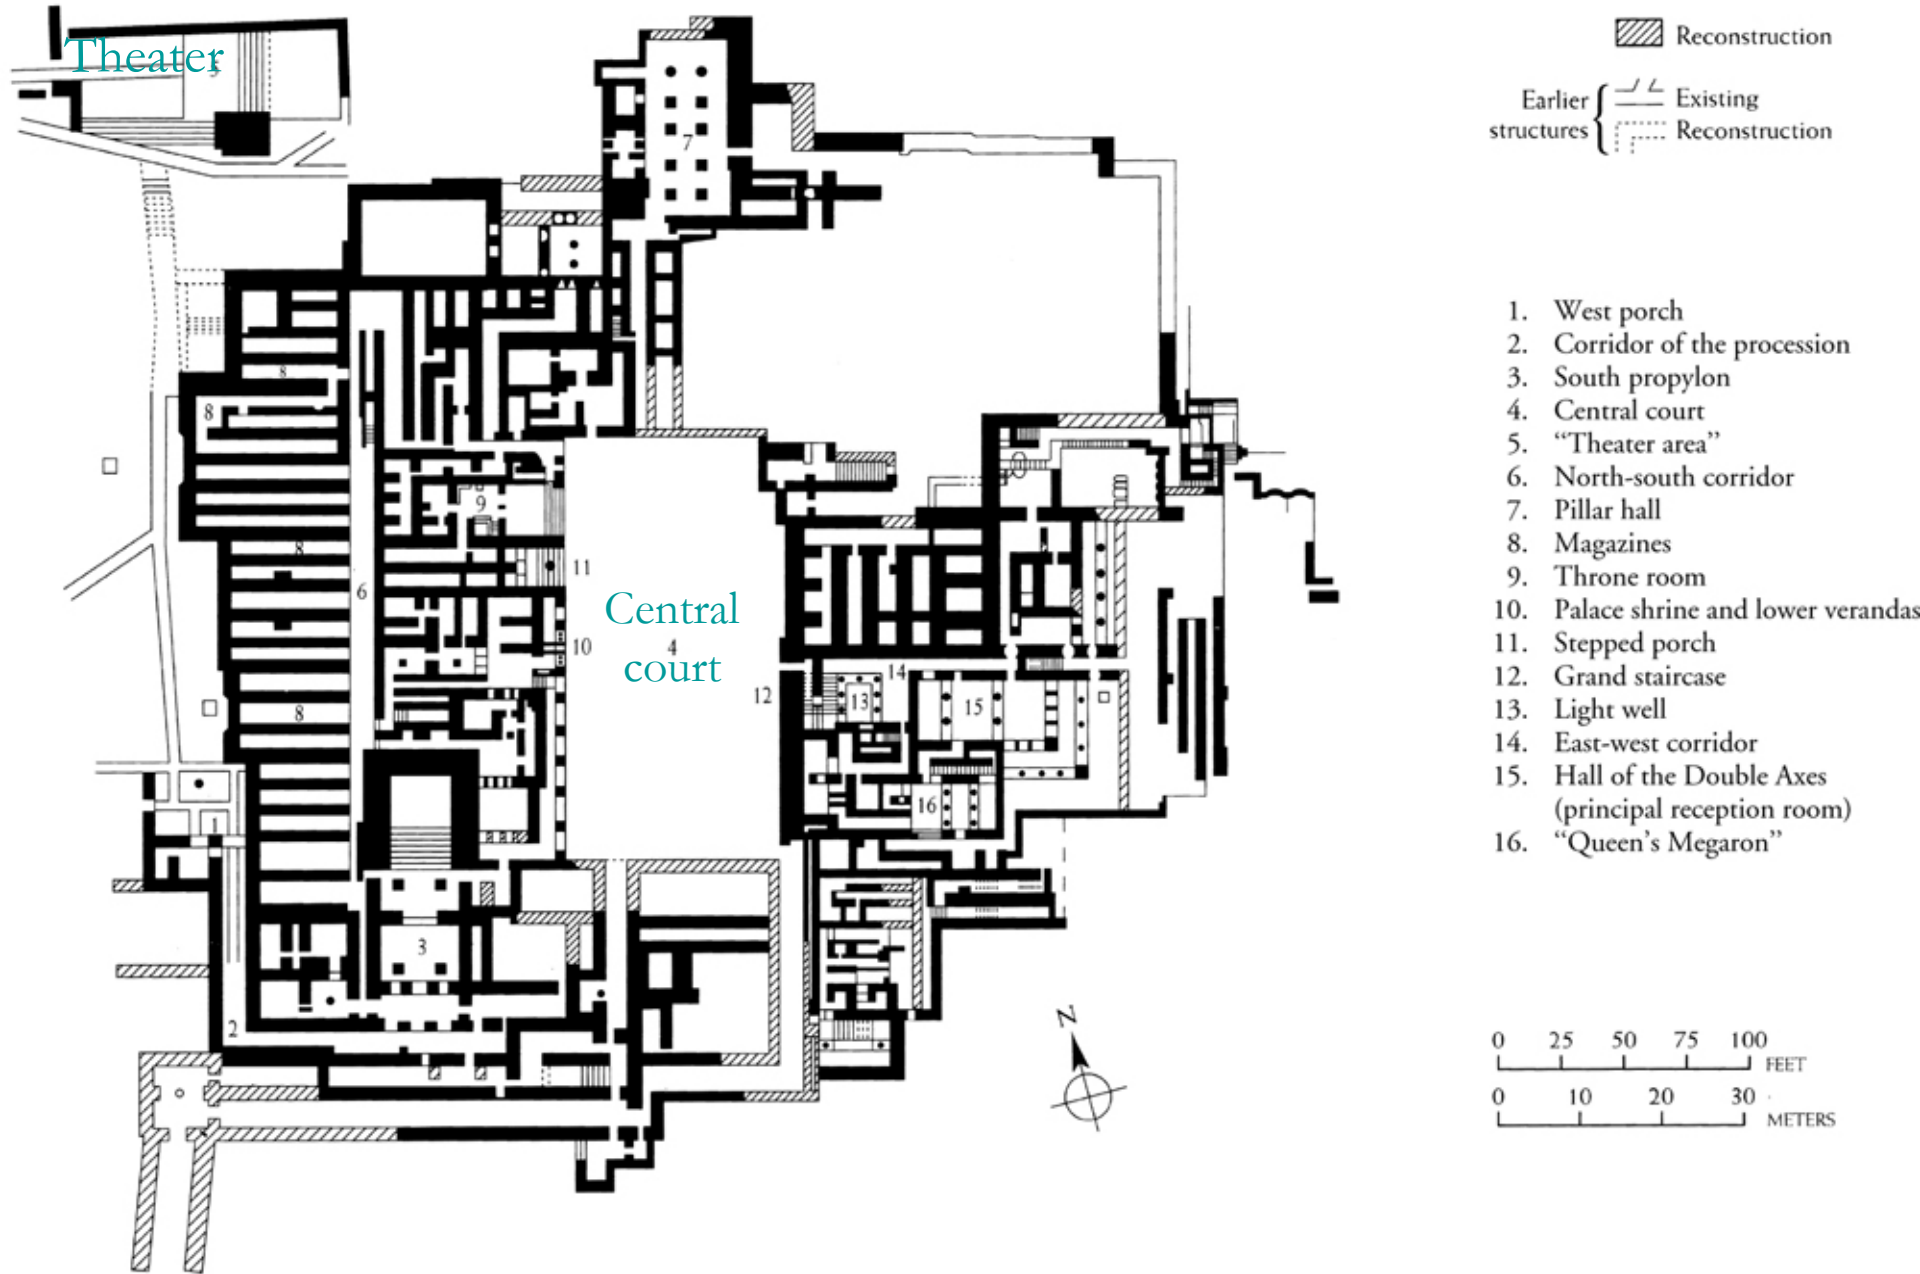 Theater
5
Reconstruction
Earlier
structures
Existing
Reconstruction
7
8
8
9
8
11
6
Central
court
4
10
12
14
13
15
8
16
1
3
2
N
1. West porch
2. Corridor of the procession
3. South propylon
4. Central court
5. “Theater area”
6. North-south corridor
7. Pillar hall
8. Magazines
9. Throne room
10. Palace shrine and lower verandas
11. Stepped porch
12. Grand staircase
13. Light well
14. East-west corridor
15. Hall of the Double Axes
(principal reception room)
16. “Queen’s Megaron”
0 25 50 75 100
FEET
0 10 20 30
METERS